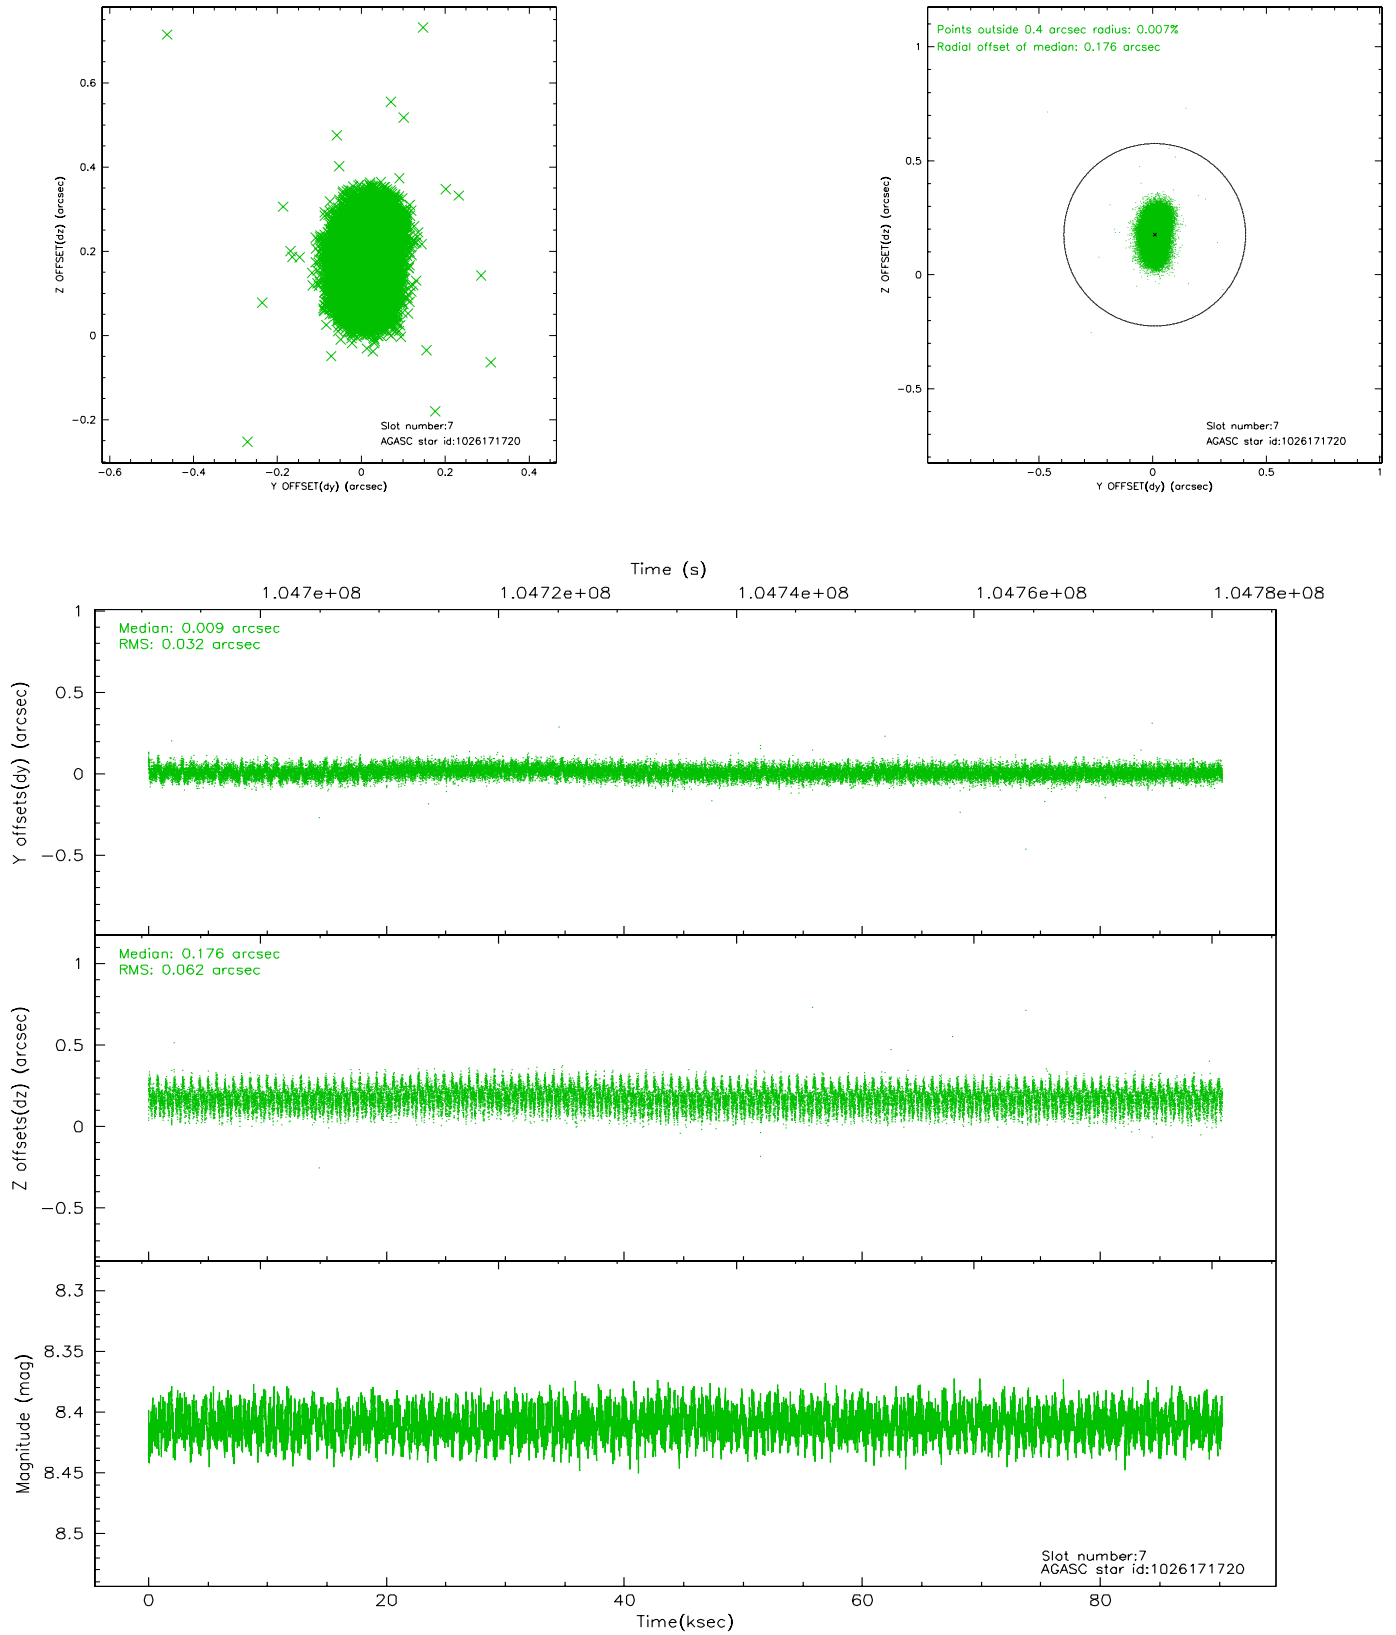 0.6
0.4
0.2
0
−0.2
Z OFFSET(dz) (arcsec)
Slot number:7
AGASC star id:1026171720
−0.6 −0.4 −0.2 0 0.2 0.4
Y OFFSET(dy) (arcsec)
Points outside 0.4 arcsec radius: 0.007%
Radial offset of median: 0.176 arcsec
1
0.5
0
−0.5
Z OFFSET(dz) (arcsec)
Slot number:7
AGASC star id:1026171720
−0.5 0 0.5 1
Y OFFSET(dy) (arcsec)
Time (s)
1.047e+08 1.0472e+08 1.0474e+08 1.0476e+08 1.0478e+08
Median: 0.009 arcsec
RMS: 0.032 arcsec
1
0.5
0
−0.5
Y offsets(dy) (arcsec)
Median: 0.176 arcsec
RMS: 0.062 arcsec
1
0.5
0
−0.5
Z offsets(dz) (arcsec)
8.3
8.35
8.4
8.45
8.5
Magnitude (mag)
Slot number:7
AGASC star id:1026171720
0 20 40 60 80
Time(ksec)